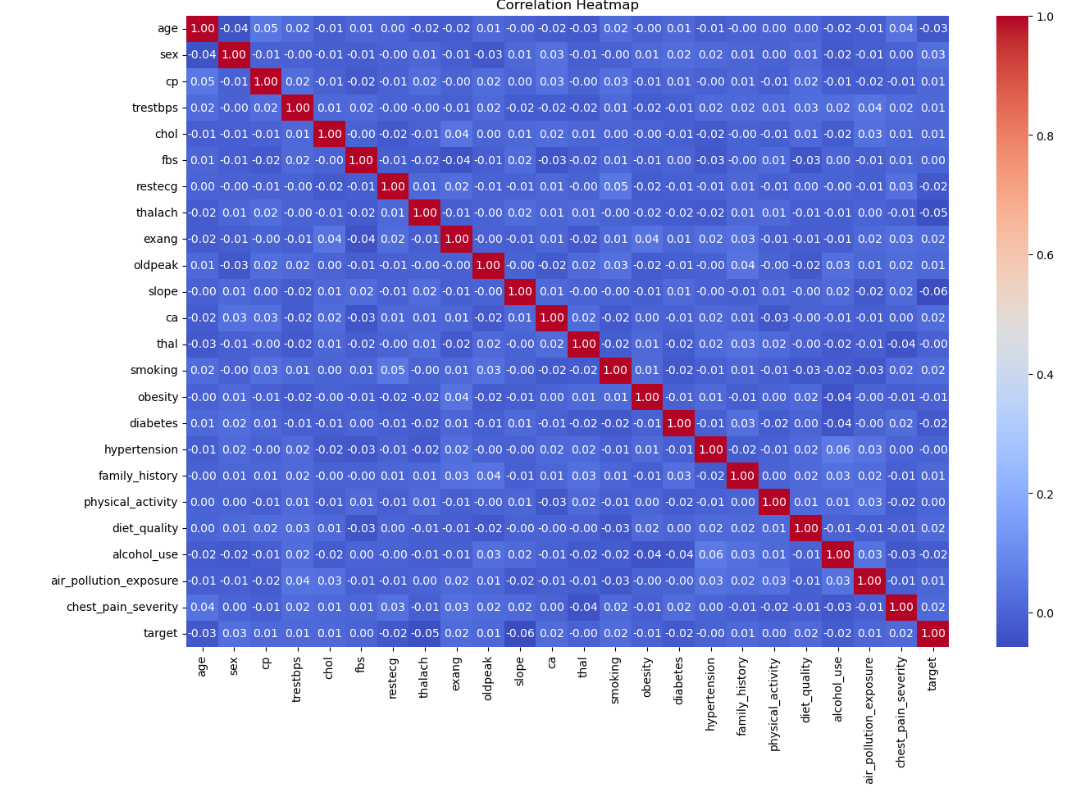 Correlation Heatmap
age 1.00 -0.04 0.05 0.02 -0.01 0.01 0.00 -0.02 -0.02 0.01 -0.00 -0.02 -0.03 0.02 -0.00 0.01 -0.01 -0.00 0.00 0.00 -0.02 -0.01 0.04 -0.03
sex -0.04 1.00 -0.01 -0.00 -0.01 -0.01 -0.00 0.01 -0.01 -0.03 0.01 0.03 -0.01 -0.00 0.01 0.02 0.02 0.01 0.00 0.01 -0.02 -0.01 0.00 0.03
cp 0.05 -0.01 1.00 0.02 -0.01 -0.02 -0.01 0.02 -0.00 0.02 0.00 0.03 -0.00 0.03 -0.01 0.01 -0.00 0.01 -0.01 0.02 -0.01 -0.02 -0.01 0.01
trestbps 0.02 -0.00 0.02 1.00 0.01 0.02 -0.00 -0.00 -0.01 0.02 -0.02 -0.02 -0.02 0.01 -0.02 -0.01 0.02 0.02 0.01 0.03 0.02 0.04 0.02 0.01
chol -0.01 -0.01 -0.01 0.01 1.00 -0.00 -0.02 -0.01 0.04 0.00 0.01 0.02 0.01 0.00 -0.00 -0.01 -0.02 -0.00 -0.01 0.01 -0.02 0.03 0.01 0.01
fbs 0.01 -0.01 -0.02 0.02 -0.00 1.00 -0.01 -0.02 -0.04 -0.01 0.02 -0.03 -0.02 0.01 -0.01 0.00 -0.03 -0.00 0.01 -0.03 0.00 -0.01 0.01 0.00
restecg 0.00 -0.00 -0.01 -0.00 -0.02 -0.01 1.00 0.01 0.02 -0.01 0.01 0.01 -0.00 0.05 -0.02 -0.01 -0.01 0.01 0.01 0.00 -0.00 -0.01 0.03 -0.02
thalach -0.02 0.01 0.02 -0.00 -0.01 -0.02 0.01 1.00 -0.01 -0.00 0.02 0.01 0.01 -0.00 -0.02 -0.02 -0.02 0.01 0.01 -0.01 -0.01 0.00 -0.01 -0.05
exang -0.02 -0.01 -0.00 -0.01 0.04 -0.04 0.02 -0.01 1.00 -0.00 -0.01 0.01 -0.02 0.01 0.04 0.01 0.02 0.03 -0.01 -0.01 -0.01 0.02 0.03 0.02
oldpeak 0.01 -0.03 0.02 0.02 0.00 -0.01 -0.01 -0.00 -0.00 1.00 -0.00 -0.02 0.02 0.03 -0.02 -0.01 -0.00 0.04 -0.00 -0.02 0.03 0.01 0.02 0.01
slope -0.00 0.01 0.00 -0.02 0.01 0.02 0.01 0.02 -0.01 -0.00 1.00 0.01 -0.00 -0.00 -0.01 0.01 -0.00 -0.01 0.01 -0.00 0.02 -0.02 0.02 -0.06
ca -0.02 0.03 0.03 -0.02 0.02 -0.03 0.01 0.01 0.01 -0.02 0.01 1.00 0.02 -0.02 0.00 -0.01 0.02 0.01 -0.03 -0.00 -0.01 -0.01 0.00 0.02
thal -0.03 -0.01 -0.00 -0.02 0.01 -0.02 -0.00 0.01 -0.02 0.02 -0.00 0.02 1.00 -0.02 0.01 -0.02 0.02 0.03 0.02 -0.00 -0.02 -0.01 -0.04 -0.00
smoking 0.02 -0.00 0.03 0.01 0.00 0.01 0.05 -0.00 0.01 0.03 -0.00 -0.02 -0.02 1.00 0.01 -0.02 -0.01 0.01 -0.01 -0.03 -0.02 -0.03 0.02 0.02
obesity -0.00 0.01 -0.01 -0.02 -0.00 -0.01 -0.02 -0.02 0.04 -0.02 -0.01 0.00 0.01 0.01 1.00 -0.01 0.01 -0.01 0.00 0.02 -0.04 -0.00 -0.01 -0.01
diabetes 0.01 0.02 0.01 -0.01 -0.01 0.00 -0.01 -0.02 0.01 -0.01 0.01 -0.01 -0.02 -0.02 -0.01 1.00 -0.01 0.03 -0.02 0.00 -0.04 -0.00 0.02 -0.02
hypertension -0.01 0.02 -0.00 0.02 -0.02 -0.03 -0.01 -0.02 0.02 -0.00 -0.00 0.02 0.02 -0.01 0.01 -0.01 1.00 -0.02 -0.01 0.02 0.06 0.03 0.00 -0.00
family_history -0.00 0.01 0.01 0.02 -0.00 -0.00 0.01 0.01 0.03 0.04 -0.01 0.01 0.03 0.01 -0.01 0.03 -0.02 1.00 0.00 0.02 0.03 0.02 -0.01 0.01
physical_activity 0.00 0.00 -0.01 0.01 -0.01 0.01 0.01 0.01 -0.01 -0.00 0.01 -0.03 0.02 -0.01 0.00 -0.02 -0.01 0.00 1.00 0.01 0.01 0.03 -0.02 0.00
diet_quality 0.00 0.01 0.02 0.03 0.01 -0.03 0.00 -0.01 -0.01 -0.02 -0.00 -0.00 -0.00 -0.03 0.02 0.00 0.02 0.02 0.01 1.00 -0.01 -0.01 -0.01 0.02
alcohol_use -0.02 -0.02 -0.01 0.02 -0.02 0.00 -0.00 -0.01 -0.01 0.03 0.02 -0.01 -0.02 -0.02 -0.04 -0.04 0.06 0.03 0.01 -0.01 1.00 0.03 -0.03 -0.02
air_pollution_exposure -0.01 -0.01 -0.02 0.04 0.03 -0.01 -0.01 0.00 0.02 0.01 -0.02 -0.01 -0.01 -0.03 -0.00 -0.00 0.03 0.02 0.03 -0.01 0.03 1.00 -0.01 0.01
chest_pain_severity 0.04 0.00 -0.01 0.02 0.01 0.01 0.03 -0.01 0.03 0.02 0.02 0.00 -0.04 0.02 -0.01 0.02 0.00 -0.01 -0.02 -0.01 -0.03 -0.01 1.00 0.02
target -0.03 0.03 0.01 0.01 0.01 0.00 -0.02 -0.05 0.02 0.01 -0.06 0.02 -0.00 0.02 -0.01 -0.02 -0.00 0.01 0.00 0.02 -0.02 0.01 0.02 1.00
age sex cp trestbps chol fbs restecg thalach exang oldpeak slope ca thal smoking obesity diabetes hypertension family_history physical_activity diet_quality alcohol_use air_pollution_exposure chest_pain_severity target
1.0
0.8
0.6
0.4
0.2
0.0